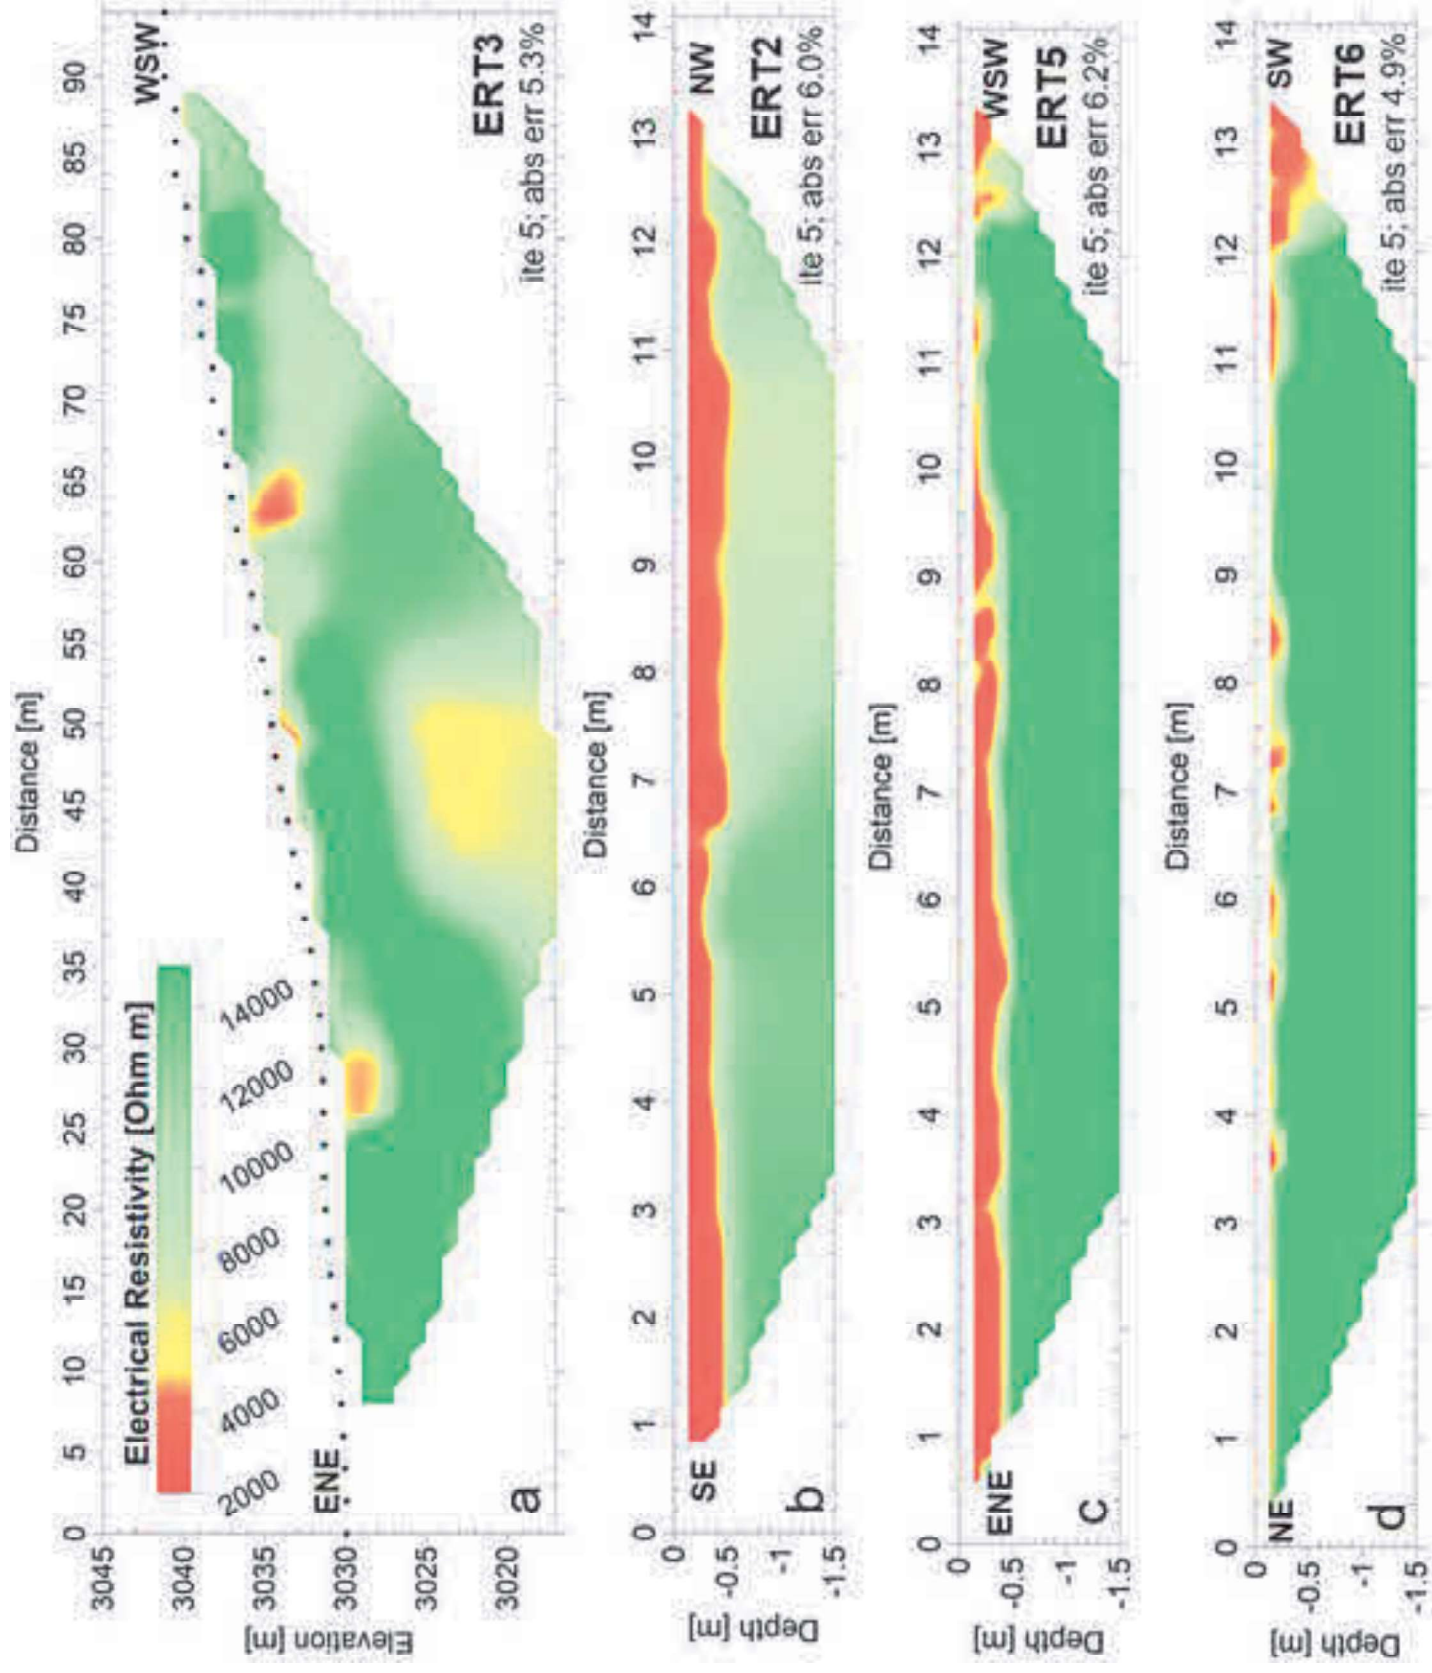 Distance [m]
0 5 10 15 20 25 30 35 40 45 50 55 60 65 70 75 80 85 90
3045
3040
3035
3030
3025
3020
Elevation [m]
Electrical Resistivity [Ohm m]
2000 4000 6000 8000 10000 12000 14000
ENE
WSW
a
ERT3
ite 5; abs err 5.3%
Distance [m]
0 1 2 3 4 5 6 7 8 9 10 11 12 13 14
0
-0.5
-1
-1.5
Depth [m]
SE
NW
b
ERT2
ite 5; abs err 6.0%
Distance [m]
0 1 2 3 4 5 6 7 8 9 10 11 12 13 14
0
-0.5
-1
-1.5
Depth [m]
ENE
WSW
c
ERT5
ite 5; abs err 6.2%
Distance [m]
0 1 2 3 4 5 6 7 8 9 10 11 12 13 14
0
-0.5
-1
-1.5
Depth [m]
NE
SW
d
ERT6
ite 5; abs err 4.9%